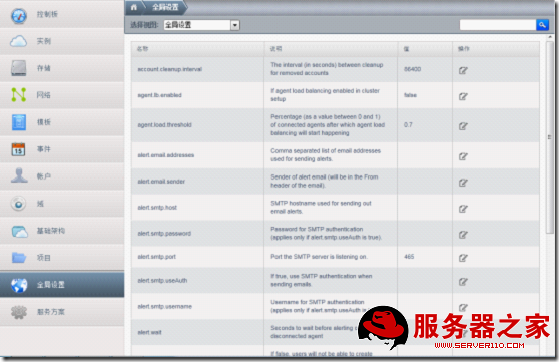 控制板
实例
存储
网络
模板
事件
账户
域
基础架构
项目
全局设置
服务方案
全局设置
选择视图: 全局设置
名称 说明 值 操作
account.cleanup.interval
The interval (in seconds) between cleanup
for removed accounts
86400
agent.lb.enabled
If agent load balancing enabled in cluster
setup
false
agent.load.threshold
Percentage (as a value between 0 and 1)
of connected agents after which agent load
balancing will start happening
0.7
alert.email.addresses
Comma separated list of email addresses
used for sending alerts.
alert.email.sender
Sender of alert email (will be in the From
header of the email).
alert.smtp.host
SMTP hostname used for sending out
email alerts.
alert.smtp.password
Password for SMTP authentication
(applies only if alert.smtp.useAuth is true).
alert.smtp.port
Port the SMTP server is listening on.
465
alert.smtp.useAuth
If true, use SMTP authentication when
sending emails.
alert.smtp.username
Username for SMTP authentication
(applies only if alert.smtp.useAuth is
alert.wait
Seconds to wait before alerting
disconnected agent
If false, users will not be able to create
服务器之家
WWW.SERVER110.COM